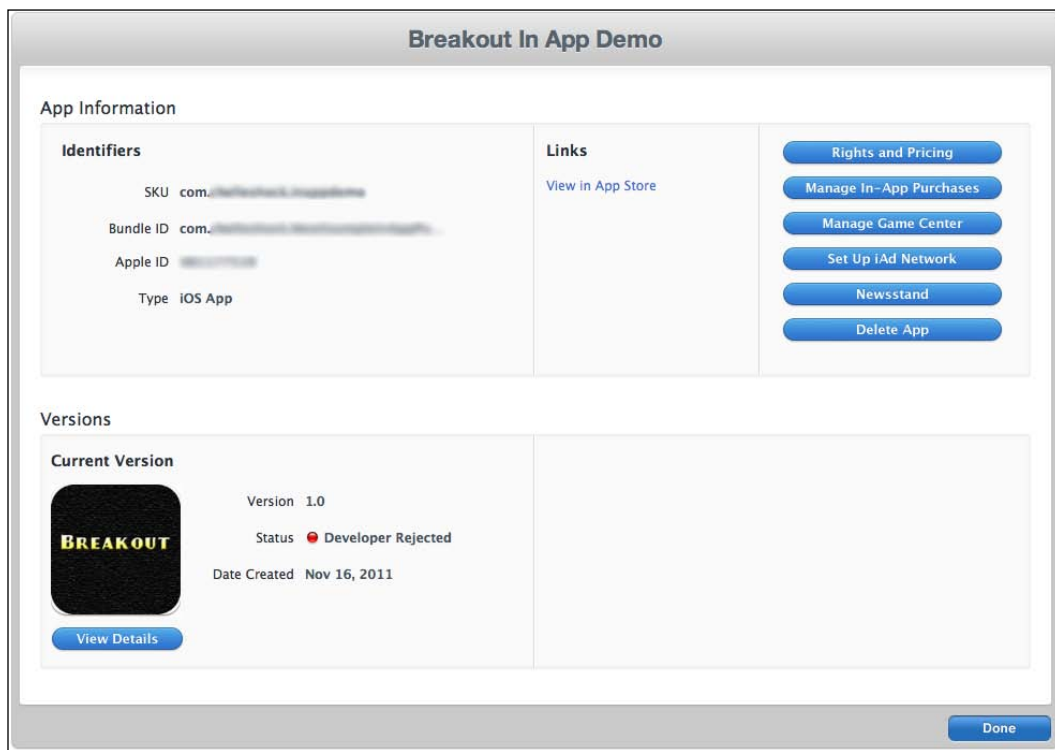 Breakout In App Demo
App Information
Identifiers
SKU com.
Bundle ID com.
Apple ID
Type iOS App
Links
View in App Store
Rights and Pricing
Manage In-App Purchases
Manage Game Center
Set Up iAd Network
Newsstand
Delete App
Versions
Current Version
BREAKOUT
Version 1.0
Status Developer Rejected
Date Created Nov 16, 2011
View Details
Done